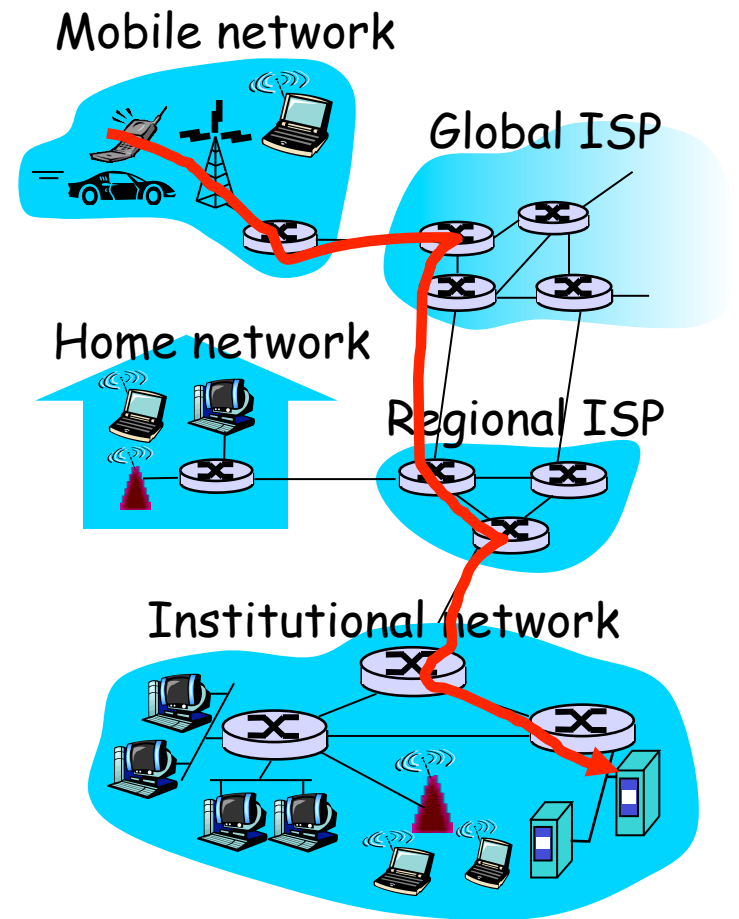 Mobile network
Global ISP
Home network
Regional ISP
Institutional network